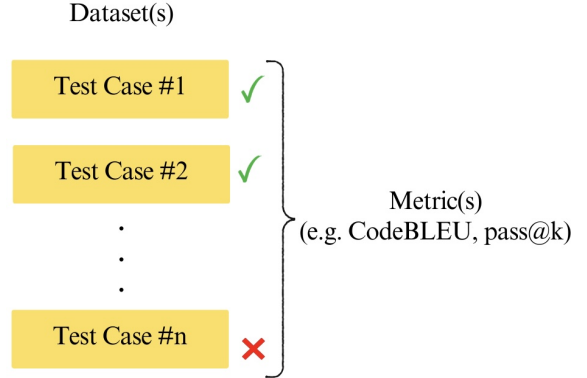 Dataset(s)
Test Case #1
Test Case #2
.
.
.
Test Case #n
Metric(s)
(e.g. CodeBLEU, pass@k)